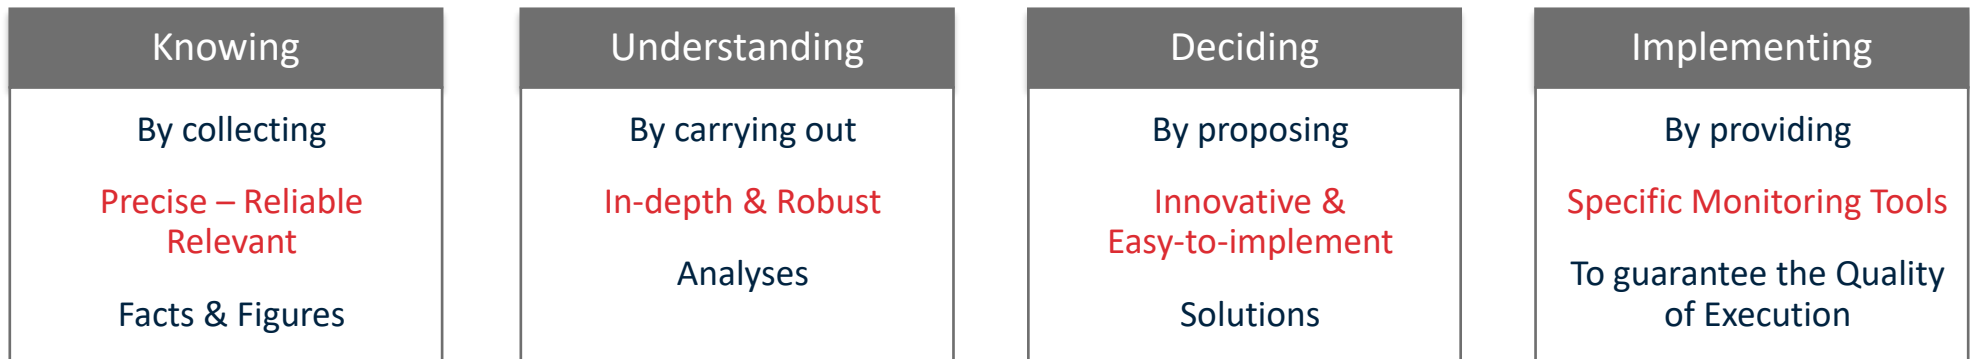 Knowing
By collecting
Precise – Reliable
Relevant
Facts & Figures
Understanding
By carrying out
In-depth & Robust
Analyses
Deciding
By proposing
Innovative &
Easy-to-implement
Solutions
Implementing
By providing
Specific Monitoring Tools
To guarantee the Quality
of Execution